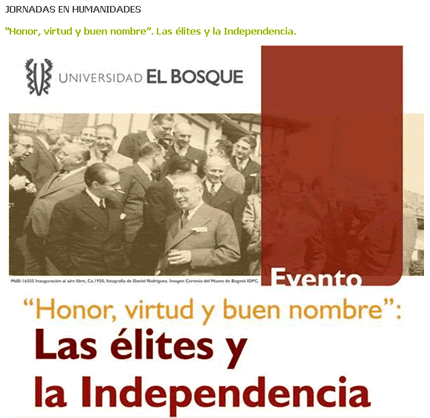 JORNADAS EN HUMANIDADES
"Honor, virtud y buen nombre". Las élites y la Independencia.
UNIVERSIDAD EL BOSQUE
MdB-16355 Inauguración al aire libre, Ca.1950, fotografía de Daniel Rodríguez. Imagen Cortesía del Museo de Bogotá IDPC.
Evento
"Honor, virtud y buen nombre":
Las élites y
la Independencia